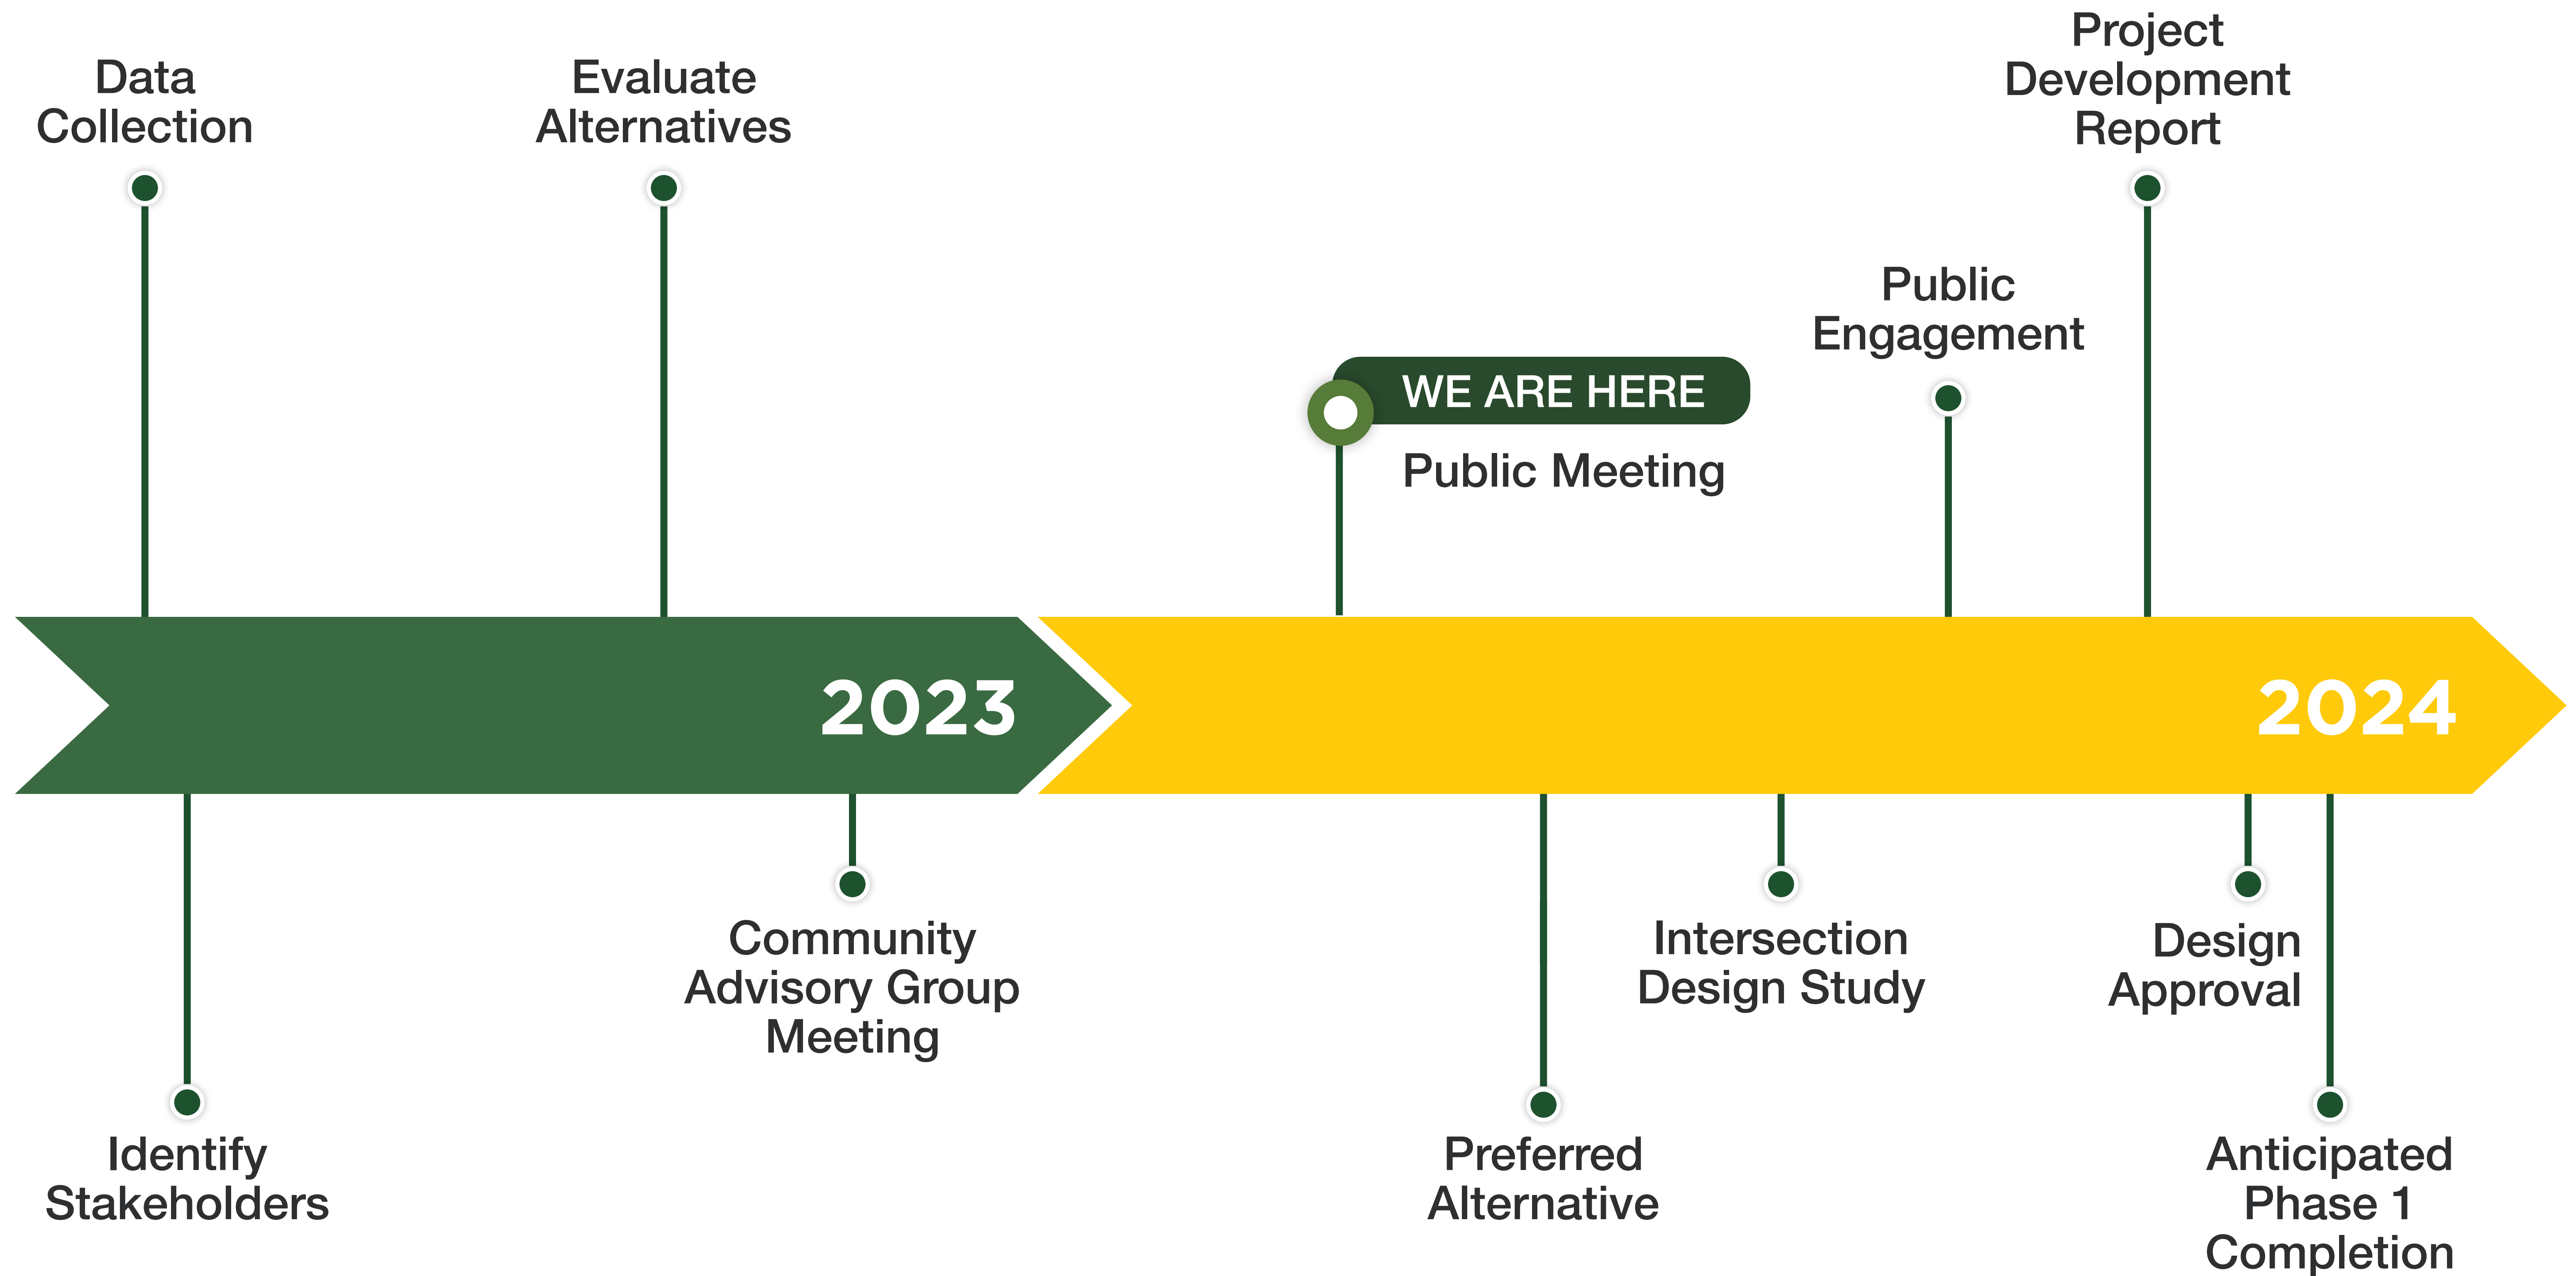 Data
Collection
Evaluate
Alternatives
Project
Development
Report
Public
Engagement
WE ARE HERE
Public Meeting
2023
2024
Community
Advisory Group
Meeting
Intersection
Design Study
Design
Approval
Identify
Stakeholders
Preferred
Alternative
Anticipated
Phase 1
Completion